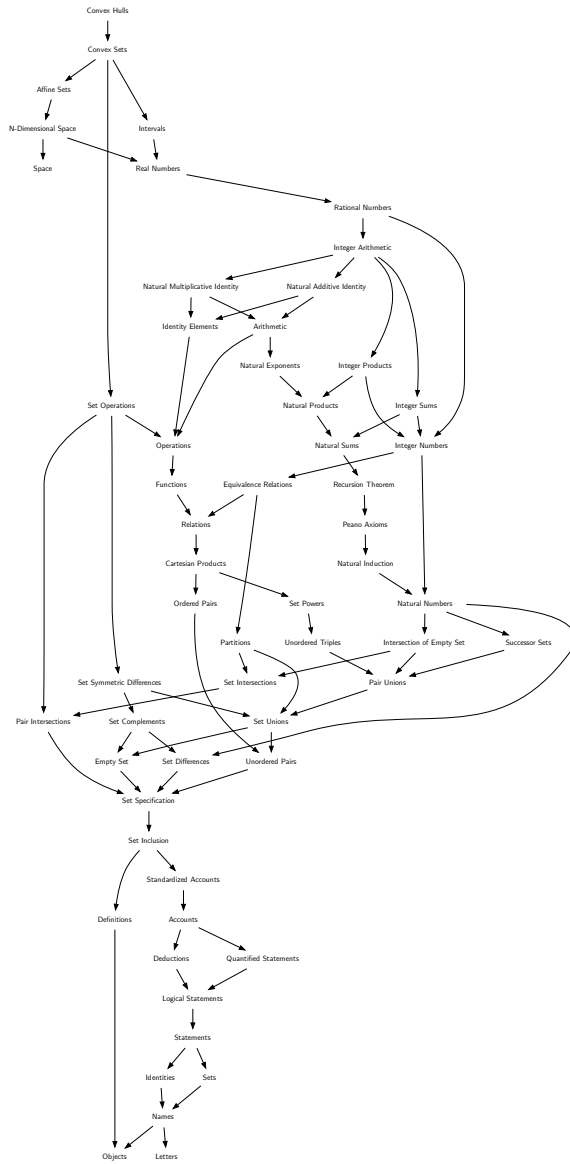 Convex Hulls
Convex Sets
Affine Sets
N-Dimensional Space
Intervals
Space
Real Numbers
Rational Numbers
Integer Arithmetic
Natural Multiplicative Identity
Natural Additive Identity
Identity Elements
Arithmetic
Natural Exponents
Integer Products
Set Operations
Natural Products
Integer Sums
Operations
Natural Sums
Integer Numbers
Functions
Equivalence Relations
Recursion Theorem
Relations
Peano Axioms
Cartesian Products
Natural Induction
Ordered Pairs
Set Powers
Natural Numbers
Partitions
Unordered Triples
Intersection of Empty Set
Successor Sets
Set Symmetric Differences
Set Intersections
Pair Unions
Pair Intersections
Set Complements
Set Unions
Empty Set
Set Differences
Unordered Pairs
Set Specification
Set Inclusion
Standardized Accounts
Definitions
Accounts
Deductions
Quantified Statements
Logical Statements
Statements
Identities
Sets
Names
Objects
Letters